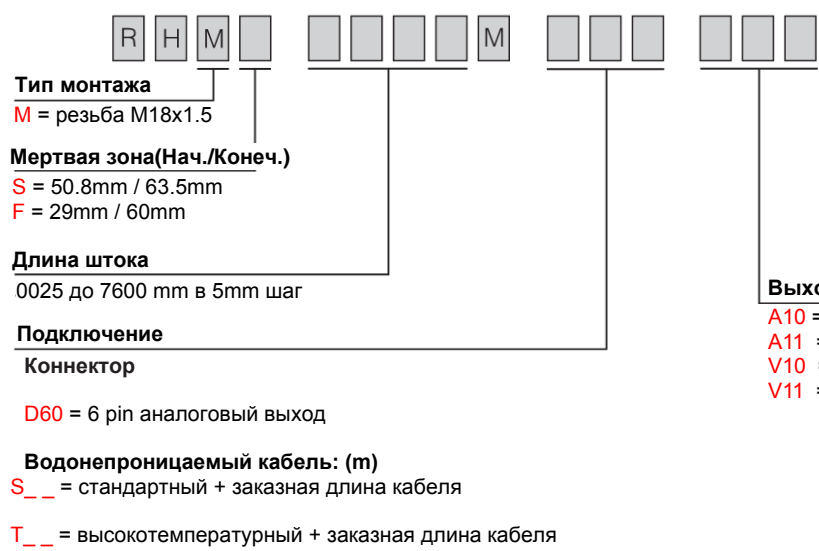 R H M M
Тип монтажа
M = резьба M18x1.5
Мертвая зона(Нач./Конеч.)
S = 50.8mm / 63.5mm
F = 29mm / 60mm
Длина штока
0025 до 7600 mm в 5mm шаг
Подключение
Коннектор
D60 = 6 pin аналоговый выход
Водонепроницаемый кабель: (m)
S_ _ = стандартный + заказная длина кабеля
T_ _ = высокотемпературный + заказная длина кабеля
A10 =
A11 =
V10 =
V11 =